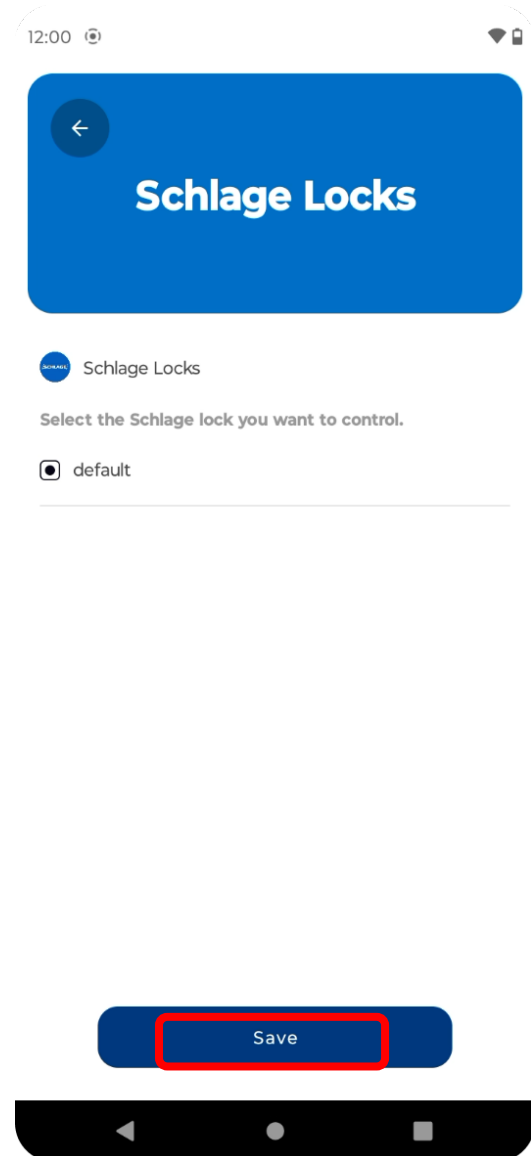 12:00
Schlage Locks
SCHLAGE
Schlage Locks
Select the Schlage lock you want to control.
default
Save